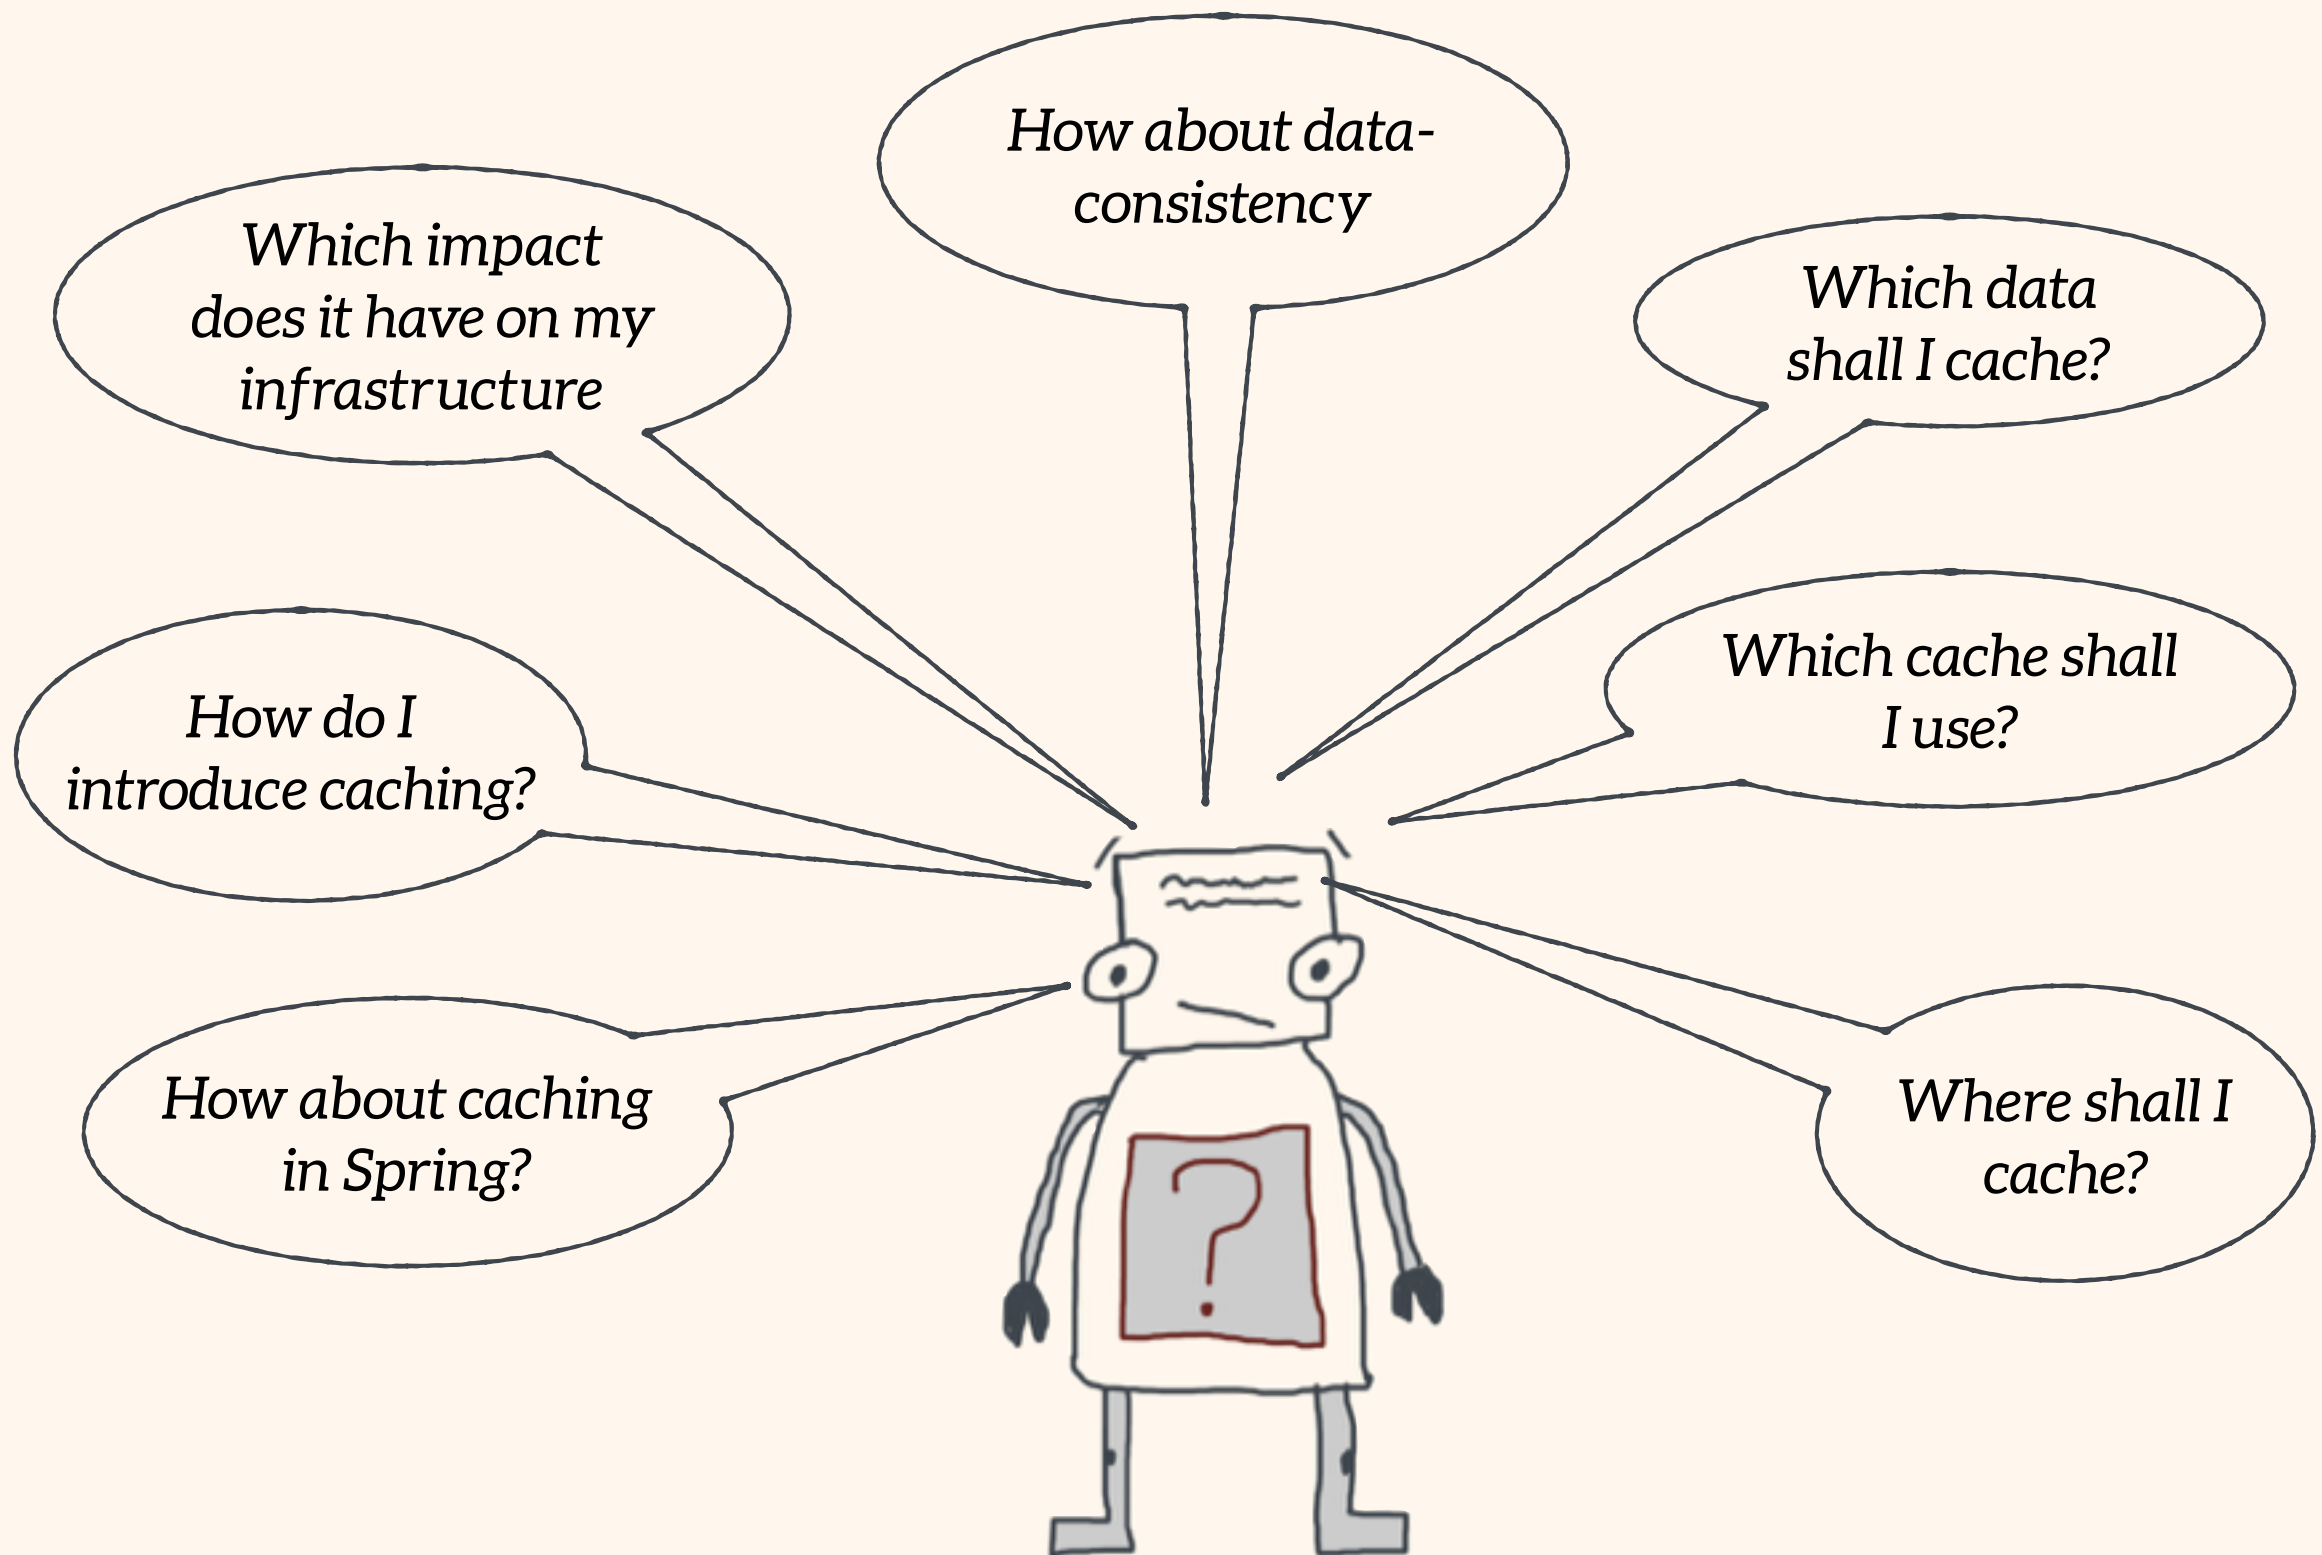 How about data-
consistency
Which impact
does it have on my
infrastructure
Which data
shall I cache?
Which cache shall
I use?
How do I
introduce caching?
How about caching
in Spring?
Where shall I
cache?
?